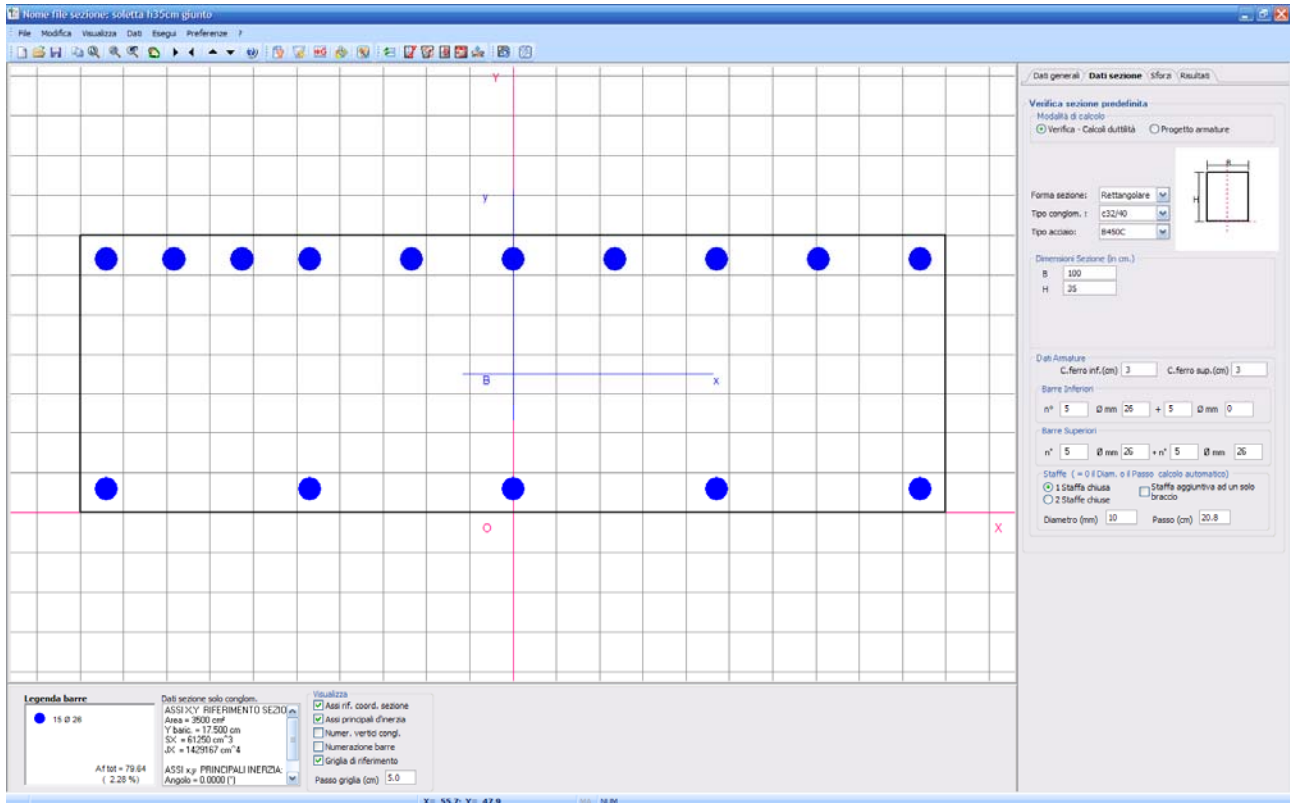 Nome file sezione: soletta h35cm giunto
File Modifica Visualizza Dati Esegui Preferenze ?
Y
y
B
x
O
X
Dati generali Dati sezione Sforzi Risultati
Verifica sezione predefinita
Modalità di calcolo
Verifica - Calcoli duttilità Progetto armature
B
H
Forma sezione: Rettangolare
Tipo conglom. : c32/40
Tipo acciaio: B450C
Dimensioni Sezione (in cm.)
B 100
H 35
Dati Armature
C.ferro inf.(cm) 3 C.ferro sup.(cm) 3
Barre Inferiori
n° 5 Ø mm 26 + 5 Ø mm 0
Barre Superiori
n° 5 Ø mm 26 + n° 5 Ø mm 26
Staffe ( = 0 il Diam. o il Passo calcolo automatico)
1 Staffa chiusa
2 Staffe chiuse
Staffa aggiuntiva ad un solo braccio
Diametro (mm) 10 Passo (cm) 20.8
Legenda barre
15 Ø 26
Af tot = 79.64
( 2.28 %)
Dati sezione solo conglom.
ASSI X,Y RIFERIMENTO SEZIO
Area = 3500 cm²
Y baric. = 17.500 cm
SX = 61250 cm^3
JX = 1429167 cm^4
ASSI x,y PRINCIPALI INERZIA:
Angolo = 0.0000 (°)
Visualizza
Assi rif. coord. sezione
Assi principali d'inerzia
Numer. vertici congl.
Numerazione barre
Griglia di riferimento
Passo griglia (cm) 5.0
X= 55.7; Y= 47.9 NUM